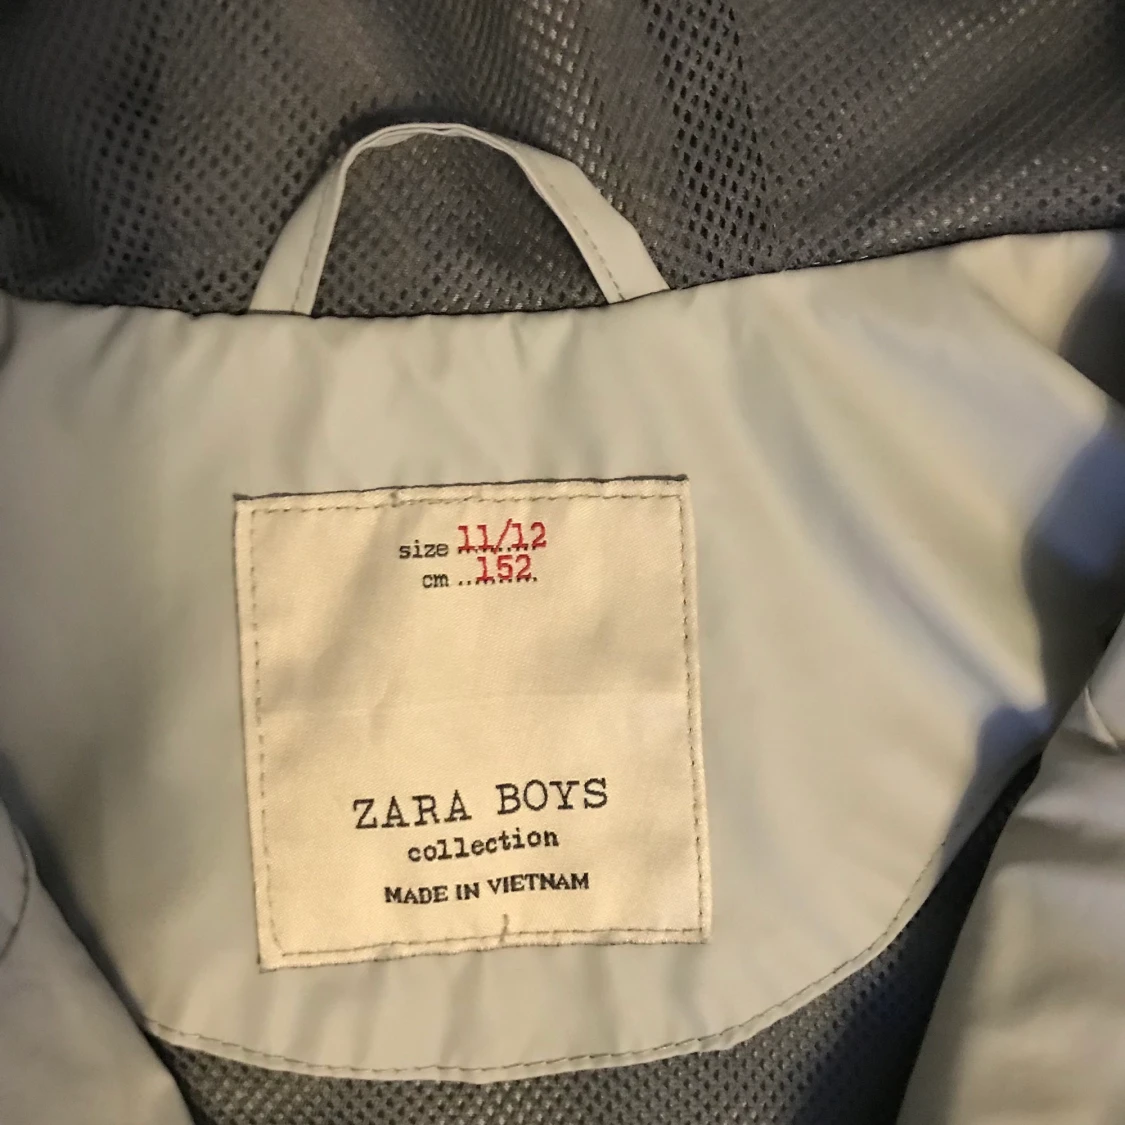 size 11/12
cm 152
ZARA BOYS
collection
MADE IN VIETNAM